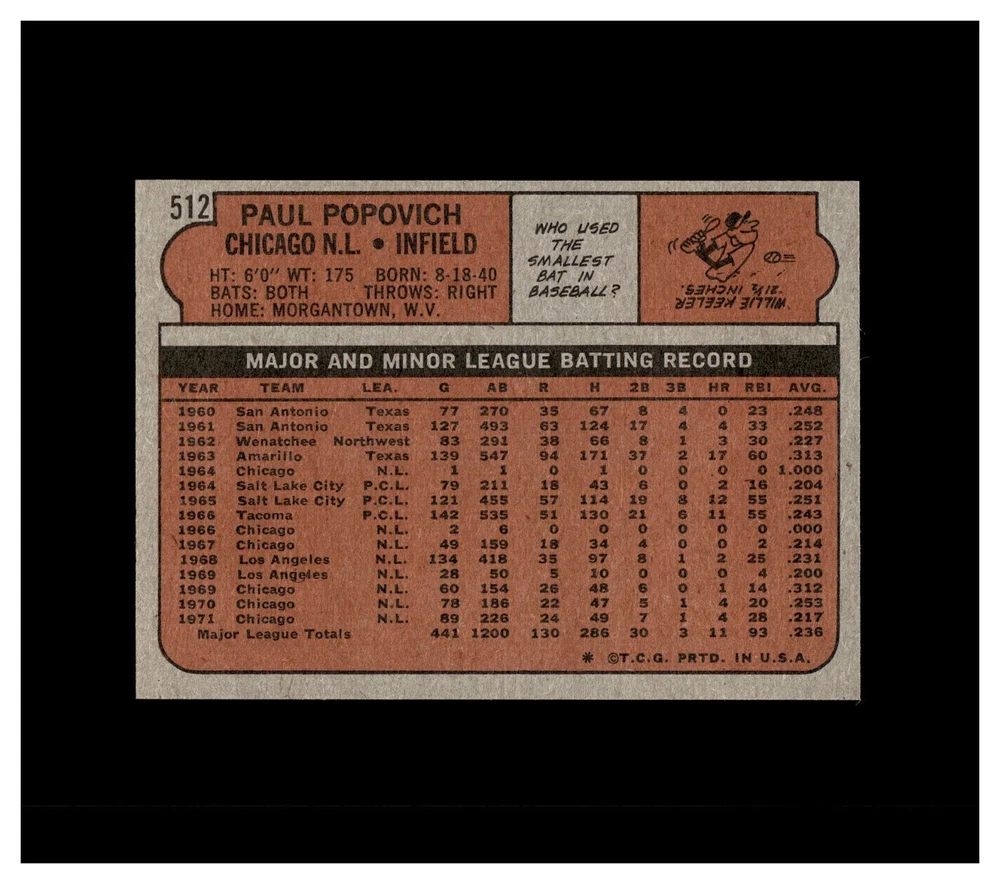 512
PAUL POPOVICH
CHICAGO N.L. • INFIELD
HT: 6'0" WT: 175 BORN: 8-18-40
BATS: BOTH THROWS: RIGHT
HOME: MORGANTOWN, W.V.
WHO USED
THE
SMALLEST
BAT IN
BASEBALL?
WILLIE KEELER
21½ INCHES.
MAJOR AND MINOR LEAGUE BATTING RECORD
YEAR TEAM LEA. G AB R H 2B 3B HR RBI AVG.
1960 San Antonio Texas 77 270 35 67 8 4 0 23 .248
1961 San Antonio Texas 127 493 63 124 17 4 4 33 .252
1962 Wenatchee Northwest 83 291 38 66 8 1 3 30 .227
1963 Amarillo Texas 139 547 94 171 37 2 17 60 .313
1964 Chicago N.L. 1 1 0 1 0 0 0 0 1.000
1964 Salt Lake City P.C.L. 79 211 18 43 6 0 2 16 .204
1965 Salt Lake City P.C.L. 121 455 57 114 19 8 12 55 .251
1966 Tacoma P.C.L. 142 535 51 130 21 6 11 55 .243
1966 Chicago N.L. 2 6 0 0 0 0 0 0 .000
1967 Chicago N.L. 49 159 18 34 4 0 0 2 .214
1968 Los Angeles N.L. 134 418 35 97 8 1 2 25 .231
1969 Los Angeles N.L. 28 50 5 10 0 0 0 4 .200
1969 Chicago N.L. 60 154 26 48 6 0 1 14 .312
1970 Chicago N.L. 78 186 22 47 5 1 4 20 .253
1971 Chicago N.L. 89 226 24 49 7 1 4 28 .217
Major League Totals 441 1200 130 286 30 3 11 93 .236
* ©T.C.G. PRTD. IN U.S.A.